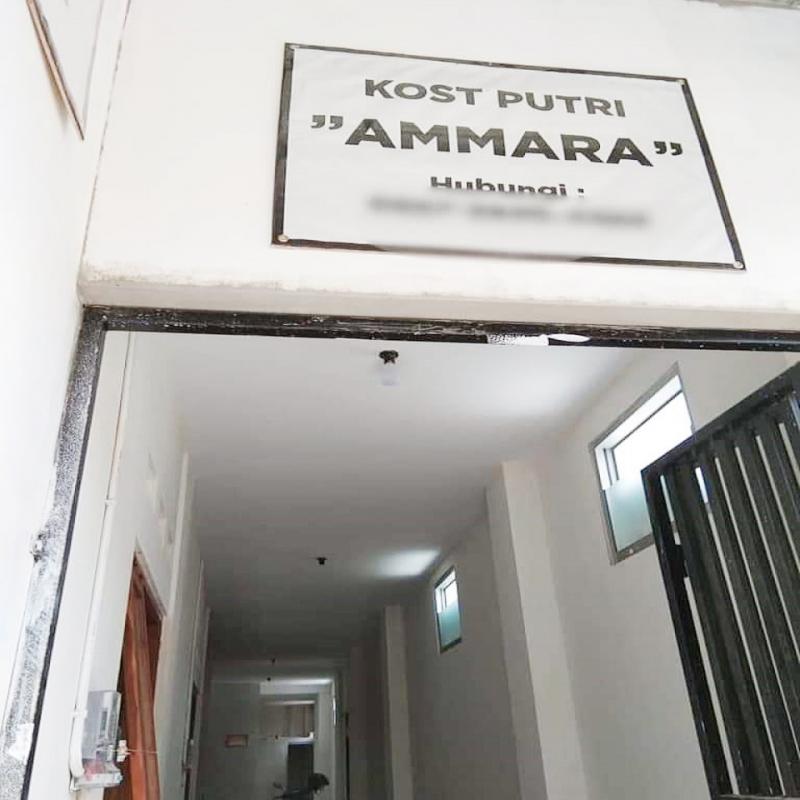 KOST PUTRI
”AMMARA”
Hubungi :